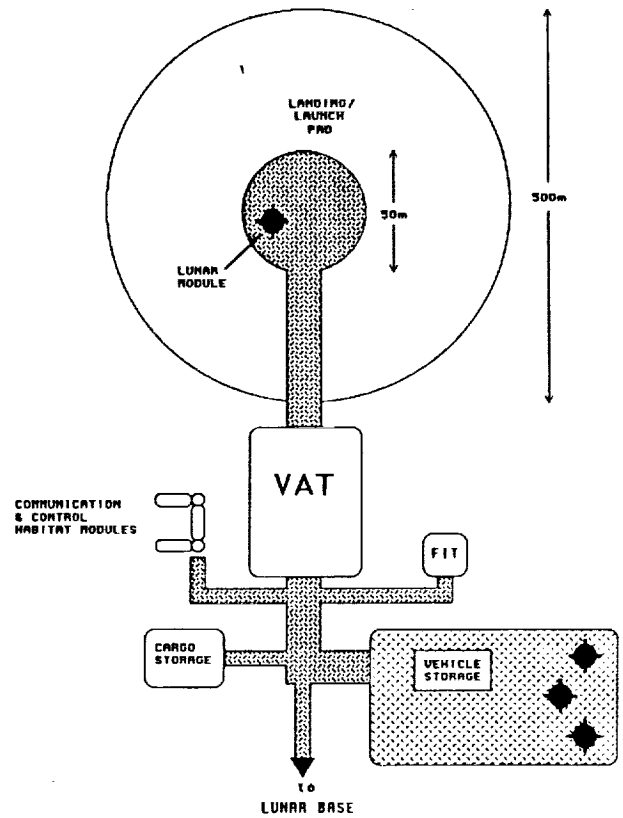 LANDING/
LAUNCH
PAD
500m
50m
LUNAR
MODULE
VAT
COMMUNICATION
& CONTROL
HABITAT MODULES
FIT
CARGO
STORAGE
VEHICLE
STORAGE
to
LUNAR BASE